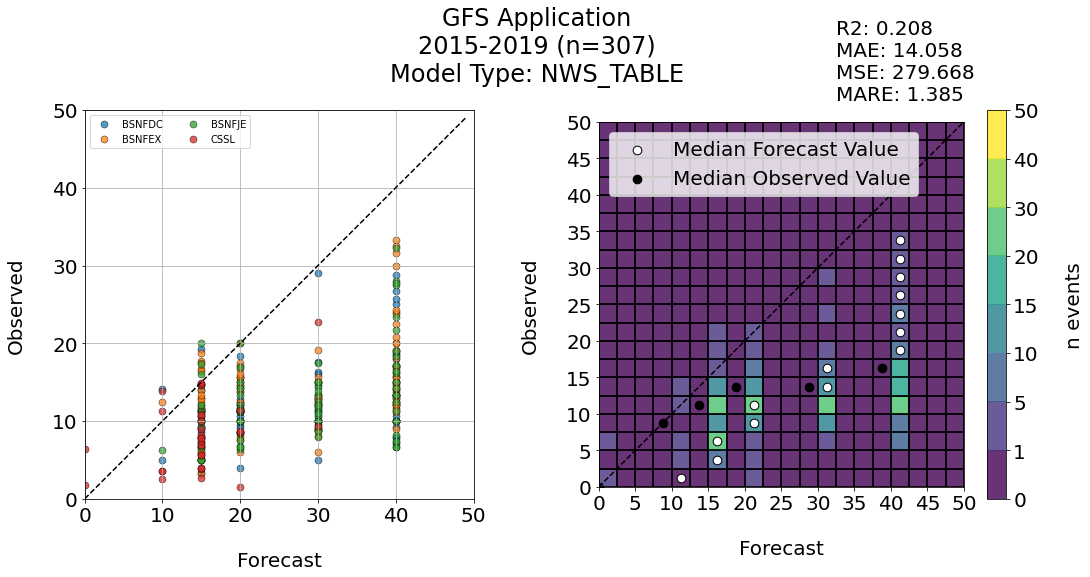 GFS Application
2015-2019 (n=307)
Model Type: NWS_TABLE
R2: 0.208
MAE: 14.058
MSE: 279.668
MARE: 1.385
BSNFDC
BSNFEX
BSNFJE
CSSL
50
40
30
20
10
0
Observed
0
10
20
30
40
50
Forecast
Median Forecast Value
Median Observed Value
50
45
40
35
30
25
20
15
10
5
0
Observed
0
10
15
20
25
30
35
40
45
50
Forecast
50
40
30
20
15
10
5
1
0
n events